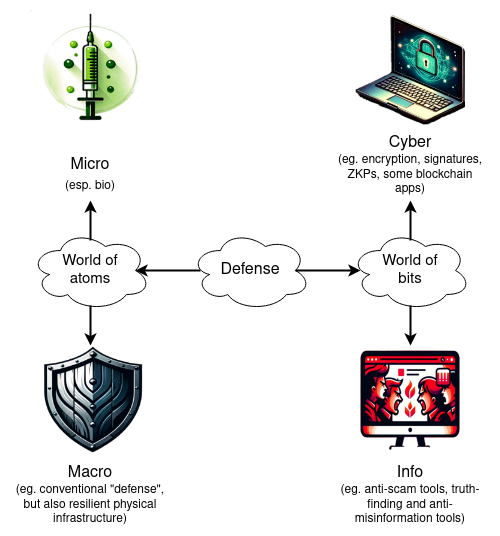 Micro
(esp. bio)
Cyber
(eg. encryption, signatures,
ZKPs, some blockchain
apps)
World of
atoms
Defense
World of
bits
Macro
(eg. conventional "defense",
but also resilient physical
infrastructure)
Info
(eg. anti-scam tools, truth-
finding and anti-
misinformation tools)